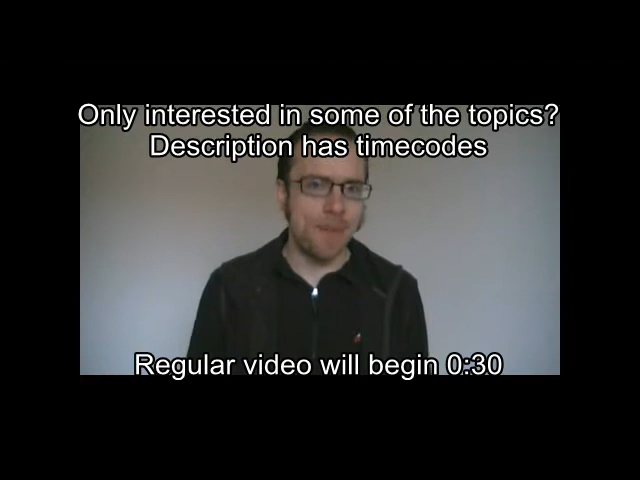 Only interested in some of the topics?
Description has timecodes
Regular video will begin 0:30